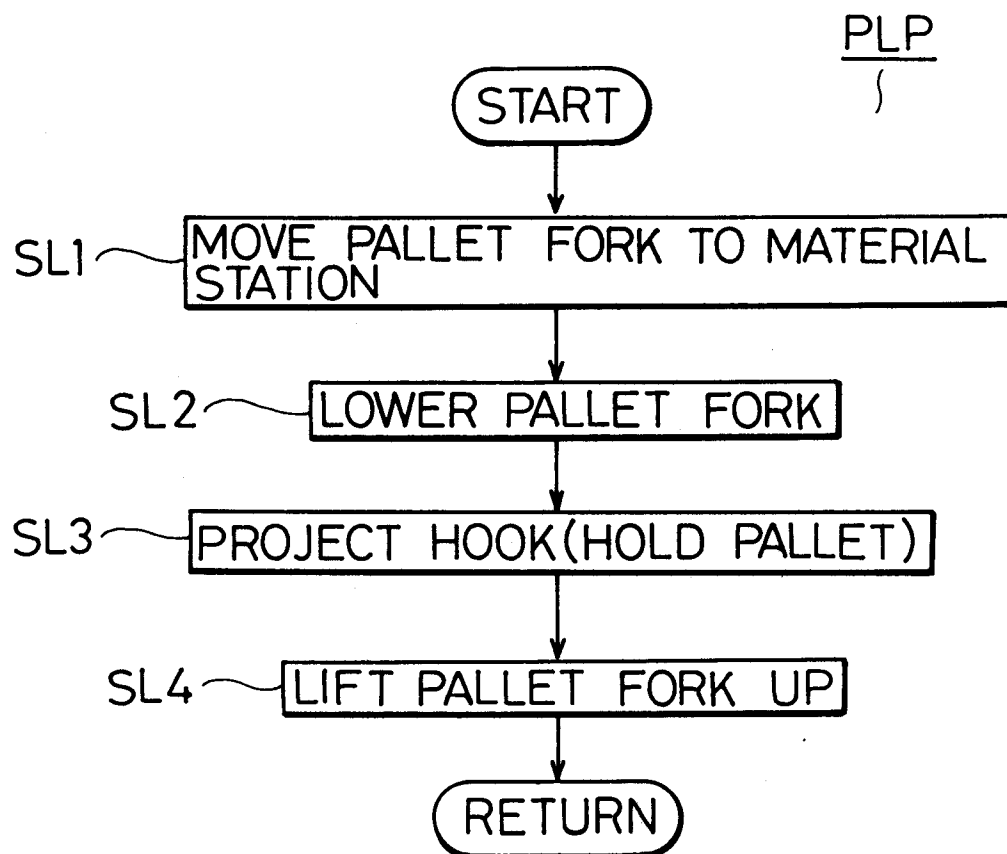 PLP
START
SL1
MOVE PALLET FORK TO MATERIAL
STATION
SL2
LOWER PALLET FORK
SL3
PROJECT HOOK(HOLD PALLET)
SL4
LIFT PALLET FORK UP
RETURN